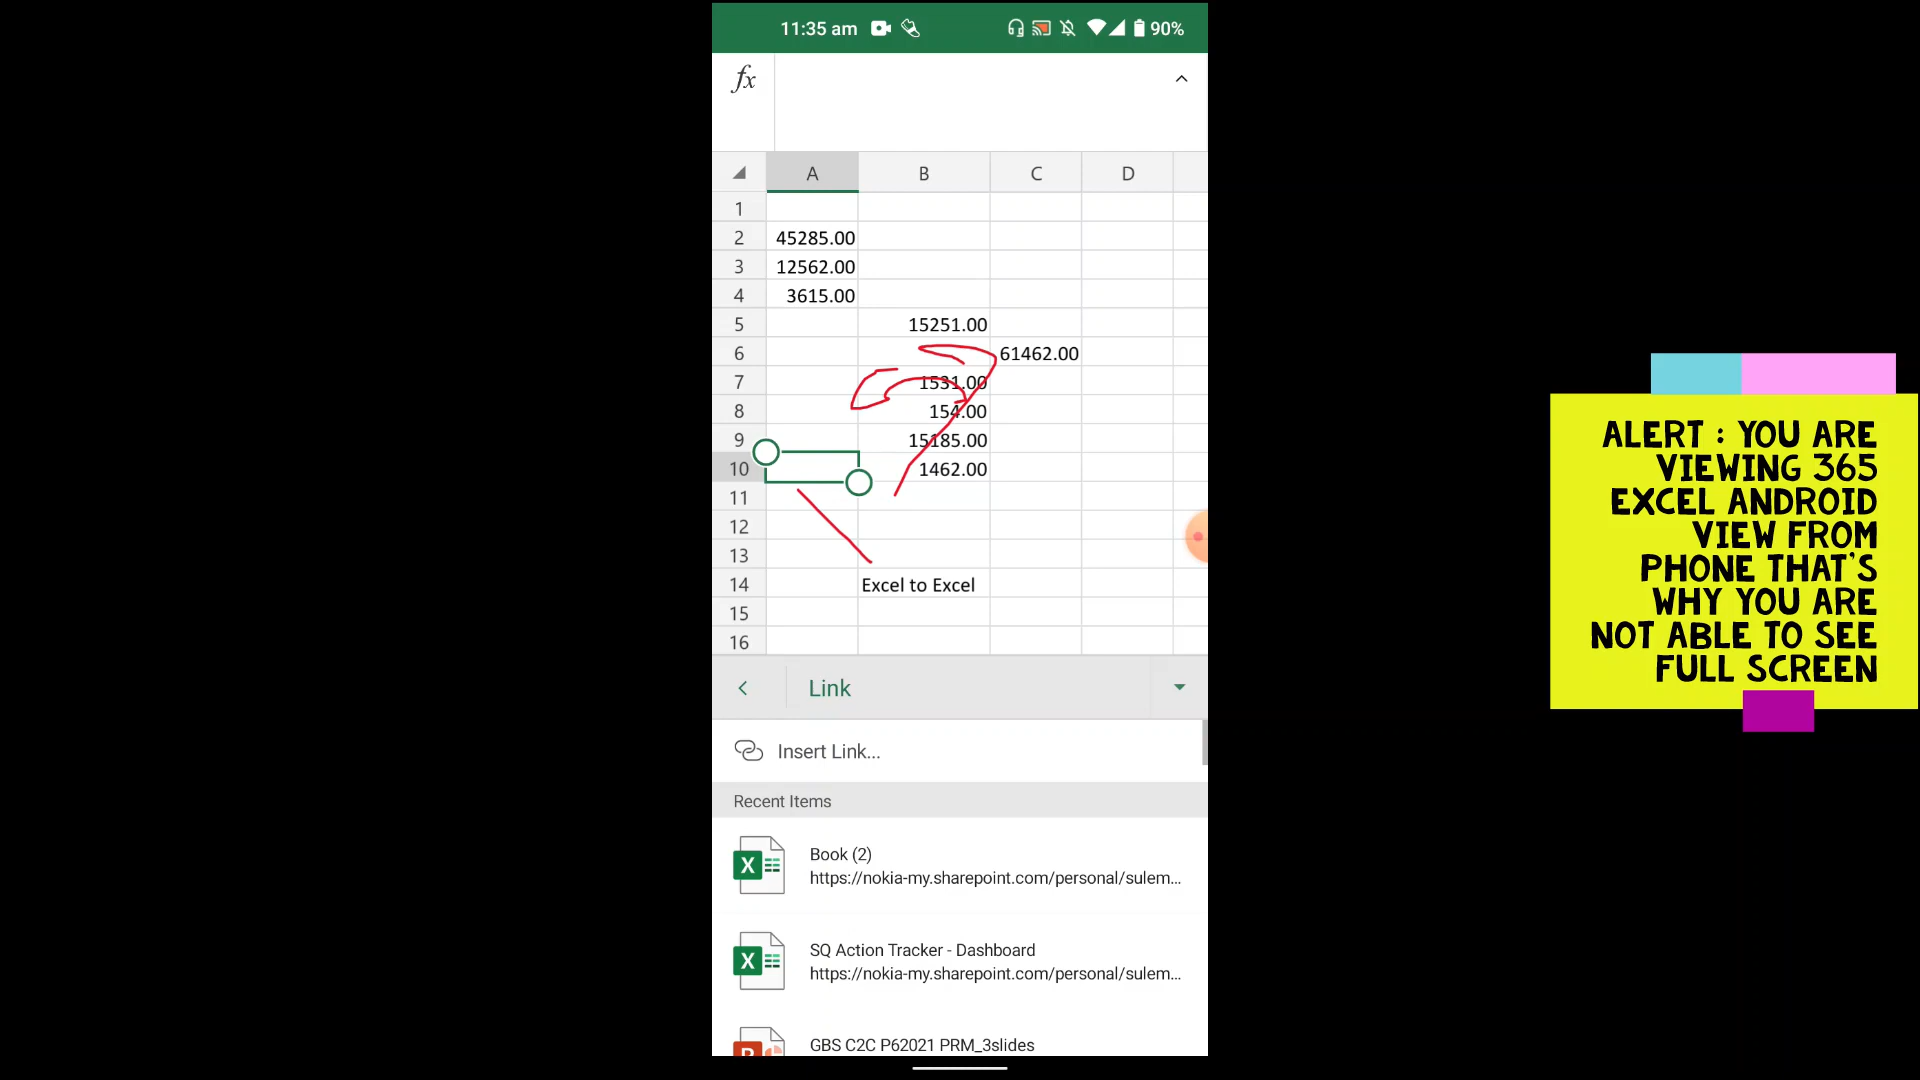 11:35 am
90%
fx
A B C D
1
2 45285.00
3 12562.00
4 3615.00
5 15251.00
6 61462.00
7 1531.00
8 154.00
9 15185.00
10 1462.00
11
12
13
14 Excel to Excel
15
16
Link
Insert Link...
Recent Items
Book (2)
https://nokia-my.sharepoint.com/personal/sulem...
SQ Action Tracker - Dashboard
https://nokia-my.sharepoint.com/personal/sulem...
GBS C2C P62021 PRM_3slides
ALERT : YOU ARE
VIEWING 365
EXCEL ANDROID
VIEW FROM
PHONE THAT'S
WHY YOU ARE
NOT ABLE TO SEE
FULL SCREEN